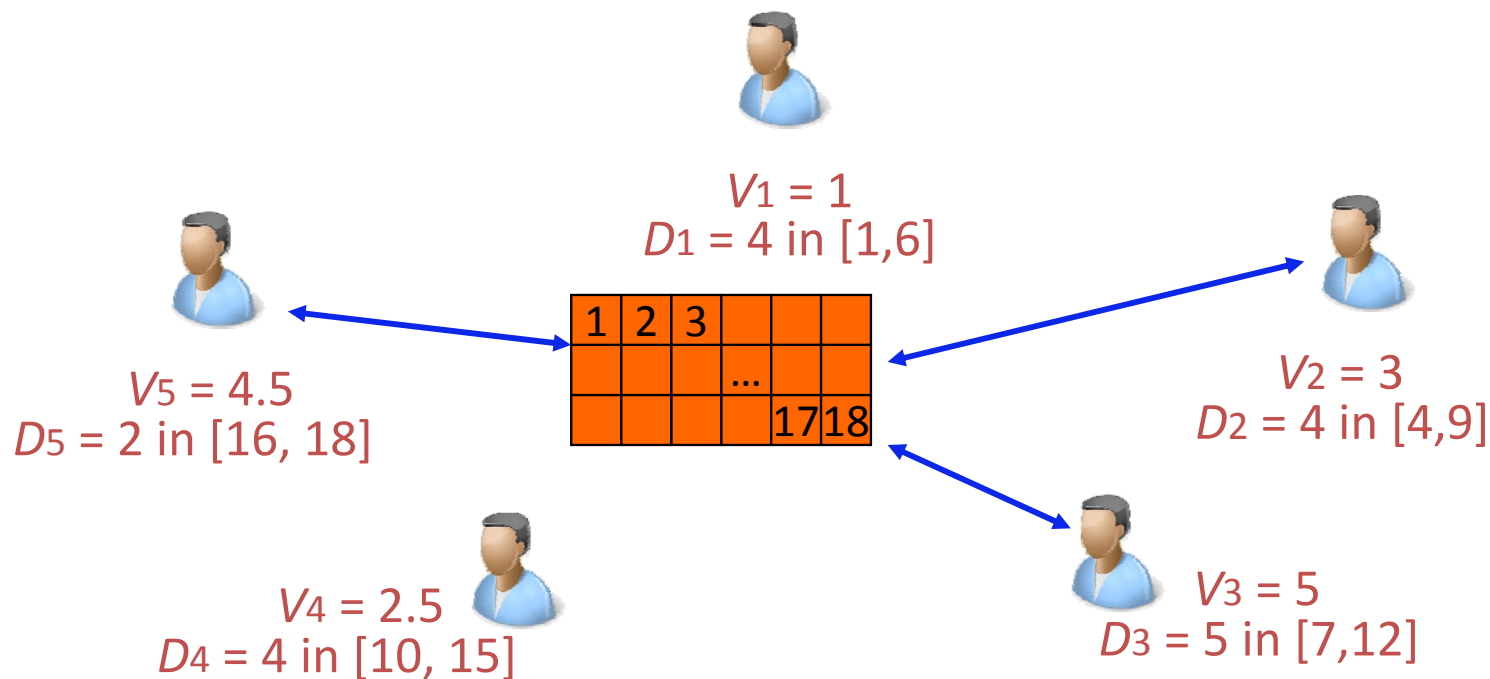 V1 = 1
D1 = 4 in [1,6]
V5 = 4.5
D5 = 2 in [16, 18]
1 2 3
...
17 18
V2 = 3
D2 = 4 in [4,9]
V4 = 2.5
D4 = 4 in [10, 15]
V3 = 5
D3 = 5 in [7,12]